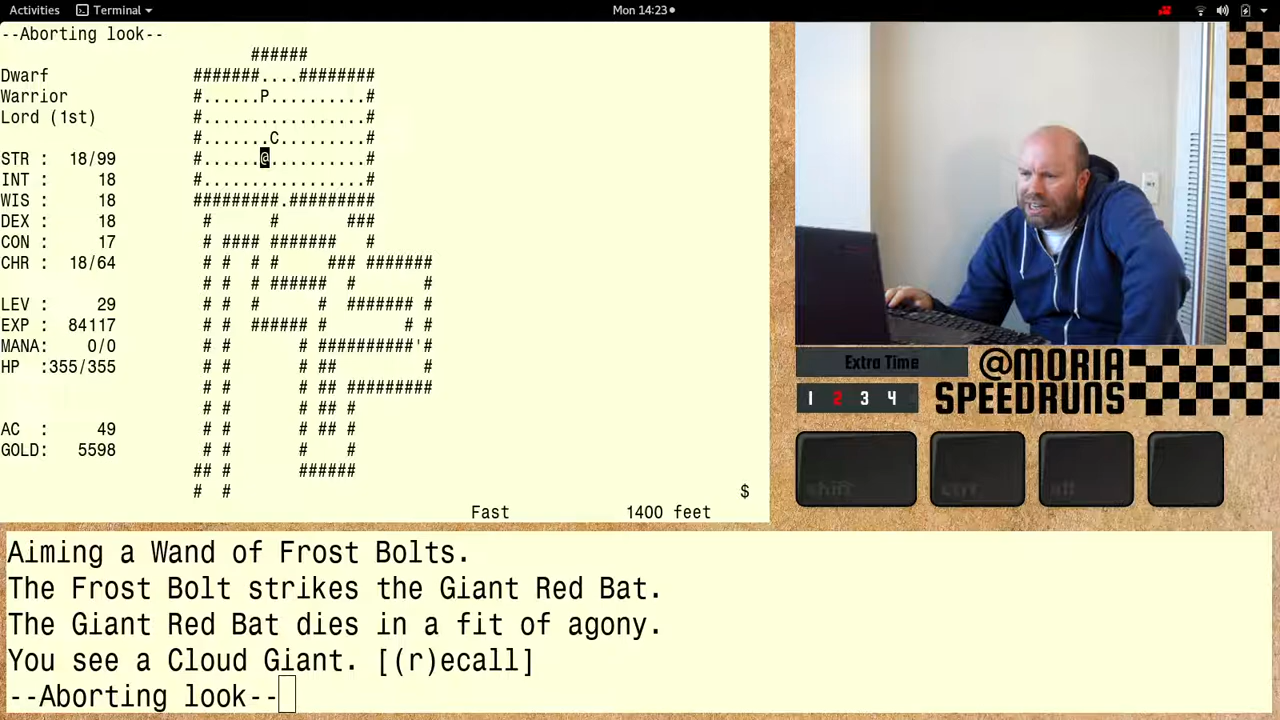 Activities Terminal Mon 14:23
--Aborting look--
######
Dwarf #######....########
Warrior #......P.........#
Lord (1st) #................#
#.......C........#
STR : 18/99 #......@.........#
INT : 18 #................#
WIS : 18 #########.########
DEX : 18 # # ###
CON : 17 # #### ####### #
CHR : 18/64 # # # # ### #######
# # # ###### # #
LEV : 29 # # # # ####### #
EXP : 84117 # # ###### # # #
MANA: 0/0 # # # ##########'#
HP :355/355 # # # ## #
# # # ## #########
# # # ## #
AC : 49 # # # ## #
GOLD: 5598 # # # #
## # ######
# # $
Fast 1400 feet
Extra Time
1 2 3 4
@MORIA
SPEEDRUNS
shift ctrl alt
Aiming a Wand of Frost Bolts.
The Frost Bolt strikes the Giant Red Bat.
The Giant Red Bat dies in a fit of agony.
You see a Cloud Giant. [(r)ecall]
--Aborting look--